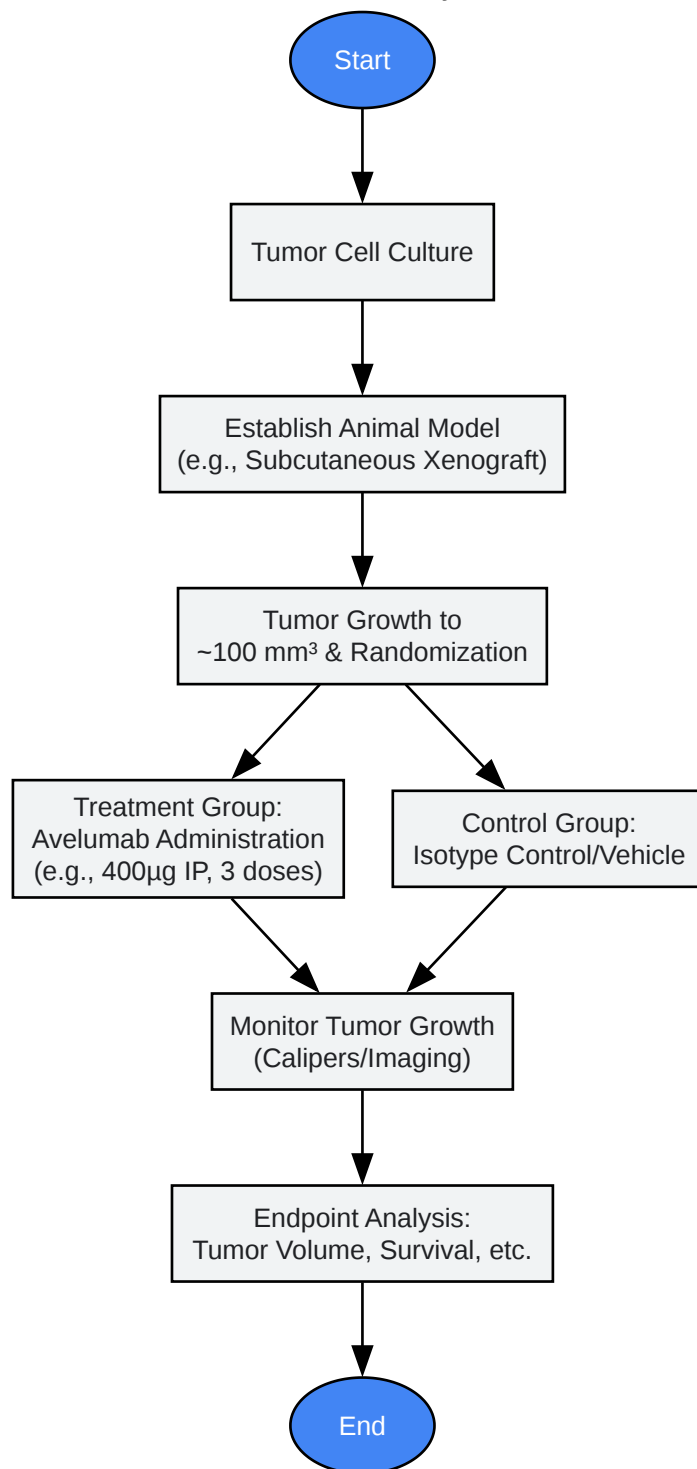 Start
Tumor Cell Culture
Establish Animal Model
(e.g., Subcutaneous Xenograft)
Tumor Growth to
~100 mm³ & Randomization
Treatment Group:
Avelumab Administration
(e.g., 400µg IP, 3 doses)
Control Group:
Isotype Control/Vehicle
Monitor Tumor Growth
(Calipers/Imaging)
Endpoint Analysis:
Tumor Volume, Survival, etc.
End